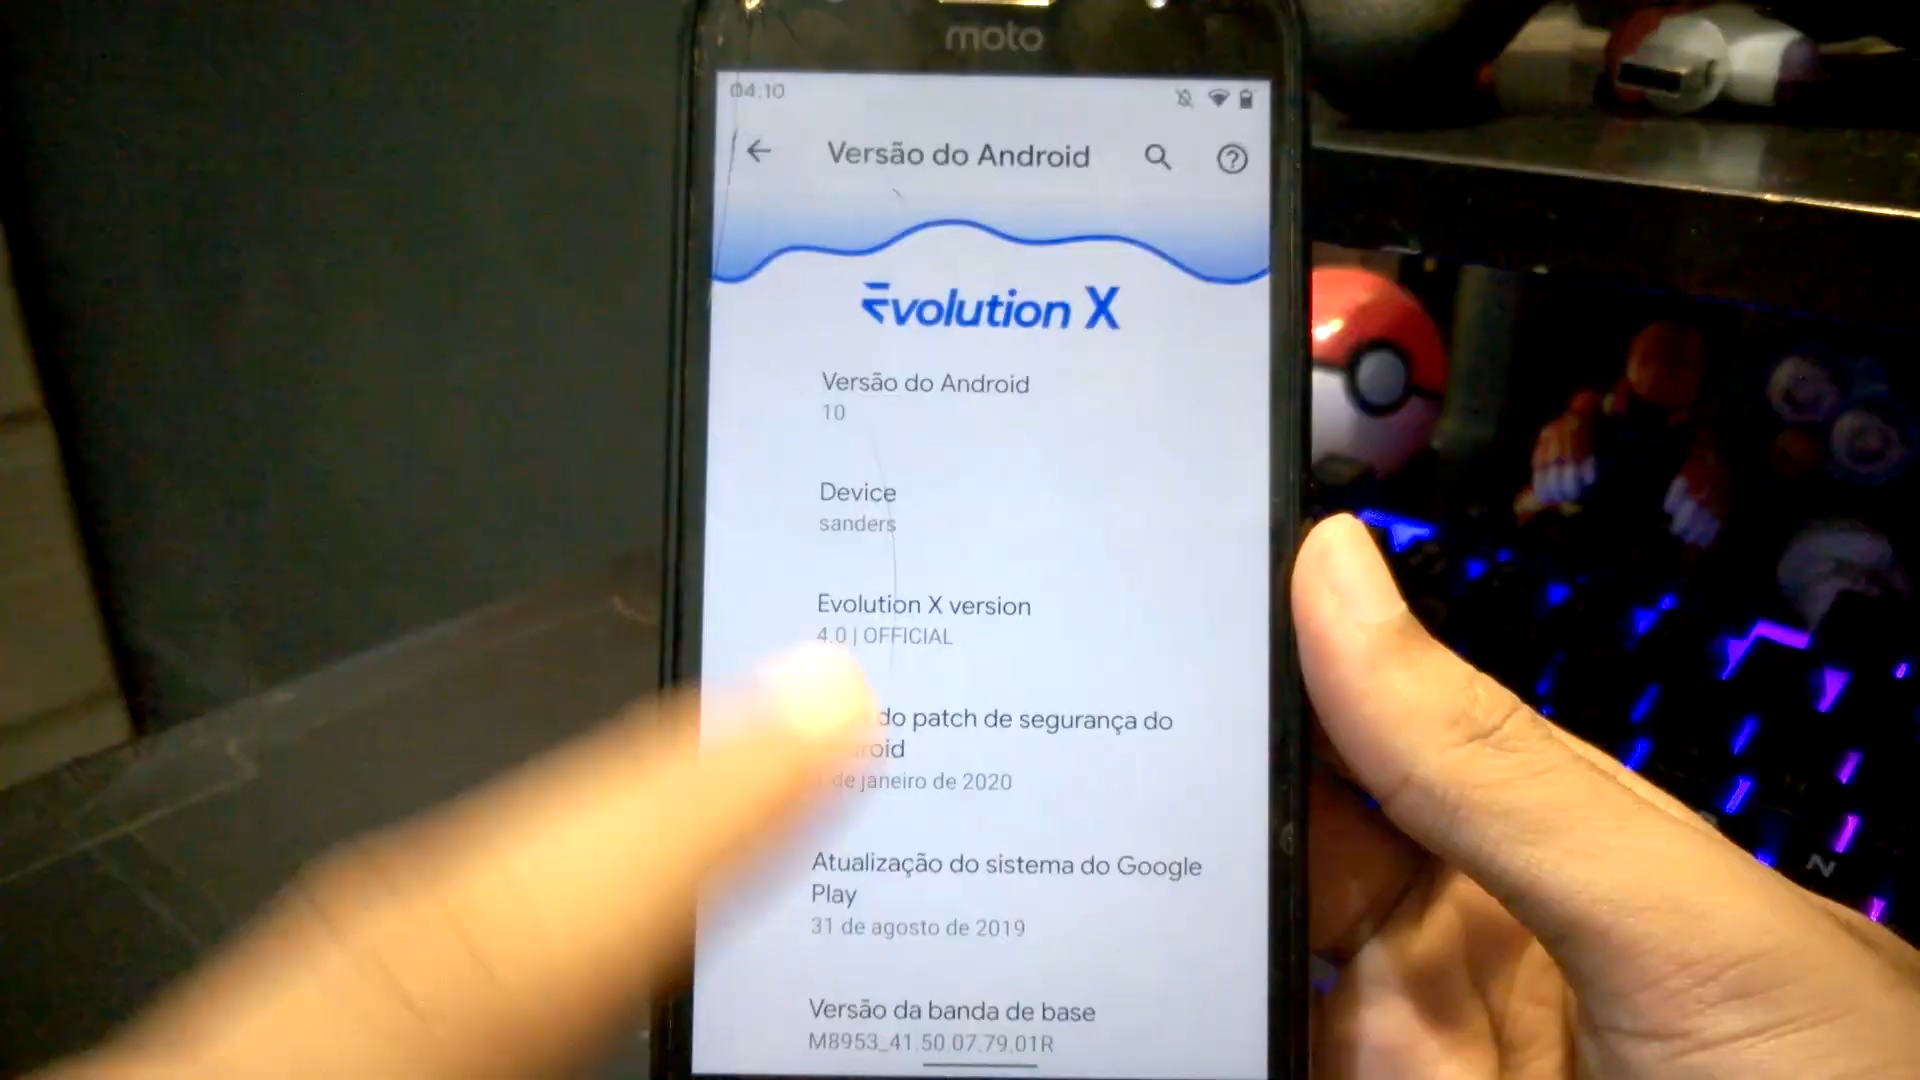 moto
04:10
Versão do Android
Evolution X
Versão do Android
10
Device
sanders
Evolution X version
4.0 | OFFICIAL
do patch de segurança do
de janeiro de 2020
Atualização do sistema do Google
Play
31 de agosto de 2019
Versão da banda de base
M8953_41.50.07.79.01R
N